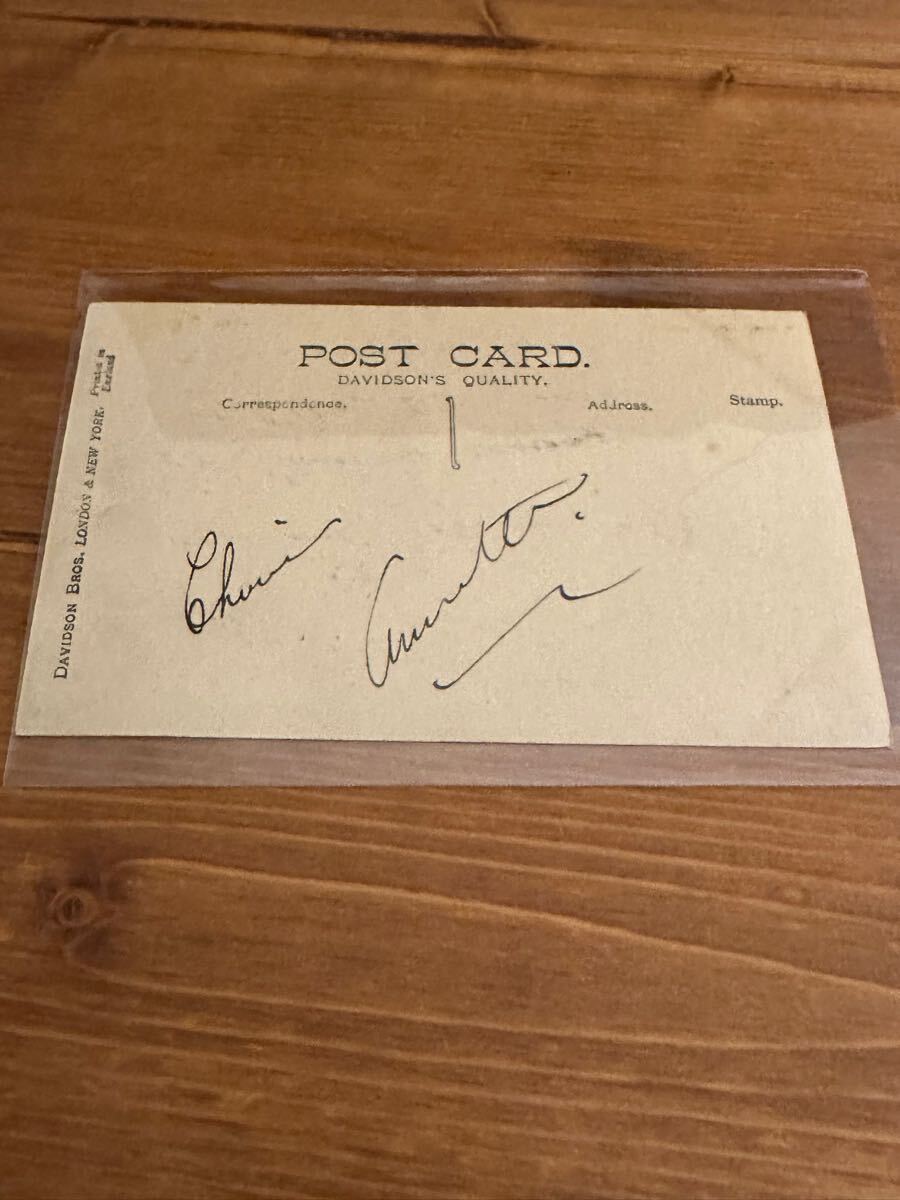 POST CARD.
DAVIDSON'S QUALITY.
Correspondence.
Address.
Stamp.
DAVIDSON BROS. LONDON & NEW YORK.
Printed in
England